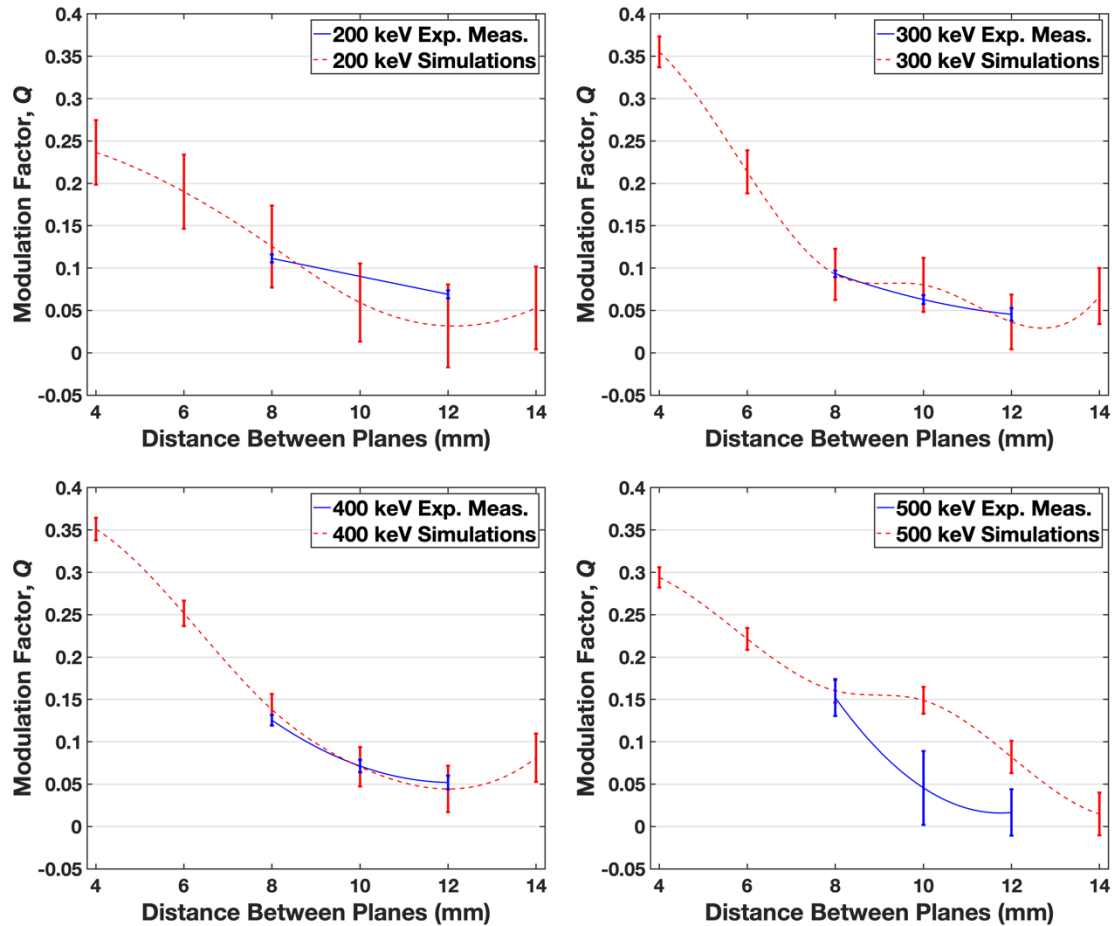 0.4
0.35
0.3
0.25
0.2
0.15
0.1
0.05
0
-0.05
Modulation Factor, Q
200 keV Exp. Meas.
200 keV Simulations
4 6 8 10 12 14
Distance Between Planes (mm)
0.4
0.35
0.3
0.25
0.2
0.15
0.1
0.05
0
-0.05
Modulation Factor, Q
300 keV Exp. Meas.
300 keV Simulations
4 6 8 10 12 14
Distance Between Planes (mm)
0.4
0.35
0.3
0.25
0.2
0.15
0.1
0.05
0
-0.05
Modulation Factor, Q
400 keV Exp. Meas.
400 keV Simulations
4 6 8 10 12 14
Distance Between Planes (mm)
0.4
0.35
0.3
0.25
0.2
0.15
0.1
0.05
0
-0.05
Modulation Factor, Q
500 keV Exp. Meas.
500 keV Simulations
4 6 8 10 12 14
Distance Between Planes (mm)